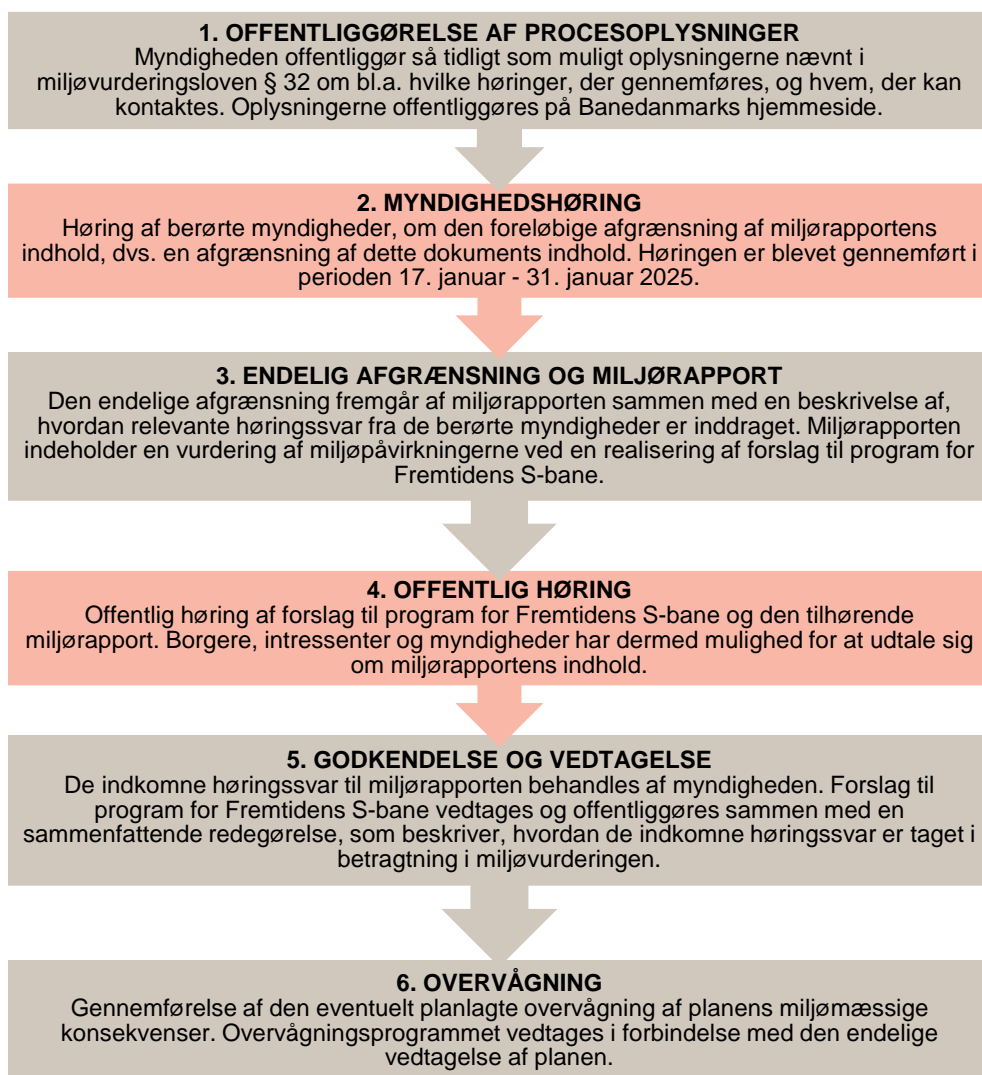 1. OFFENTLIGGØRELSE AF PROCESOPLYSNINGER
Myndigheden offentliggør så tidligt som muligt oplysningerne nævnt i
miljøvurderingsloven § 32 om bl.a. hvilke høringer, der gennemføres, og hvem, der kan
kontaktes. Oplysningerne offentliggøres på Banedanmarks hjemmeside.
2. MYNDIGHEDSHØRING
Høring af berørte myndigheder, om den foreløbige afgrænsning af miljørapportens
indhold, dvs. en afgrænsning af dette dokuments indhold. Høringen er blevet gennemført i
perioden 17. januar - 31. januar 2025.
3. ENDELIG AFGRÆNSNING OG MILJØRAPPORT
Den endelige afgrænsning fremgår af miljørapporten sammen med en beskrivelse af,
hvordan relevante høringssvar fra de berørte myndigheder er inddraget. Miljørapporten
indeholder en vurdering af miljøpåvirkningerne ved en realisering af forslag til program for
Fremtidens S-bane.
4. OFFENTLIG HØRING
Offentlig høring af forslag til program for Fremtidens S-bane og den tilhørende
miljørapport. Borgere, intressenter og myndigheder har dermed mulighed for at udtale sig
om miljørapportens indhold.
5. GODKENDELSE OG VEDTAGELSE
De indkomne høringssvar til miljørapporten behandles af myndigheden. Forslag til
program for Fremtidens S-bane vedtages og offentliggøres sammen med en
sammenfattende redegørelse, som beskriver, hvordan de indkomne høringssvar er taget i
betragtning i miljøvurderingen.
6. OVERVÅGNING
Gennemførelse af den eventuelt planlagte overvågning af planens miljømæssige
konsekvenser. Overvågningsprogrammet vedtages i forbindelse med den endelige
vedtagelse af planen.